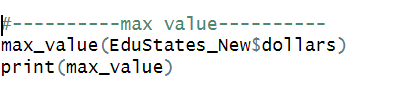 #----------max value----------
max_value(EduStates_New$dollars)
print(max_value)